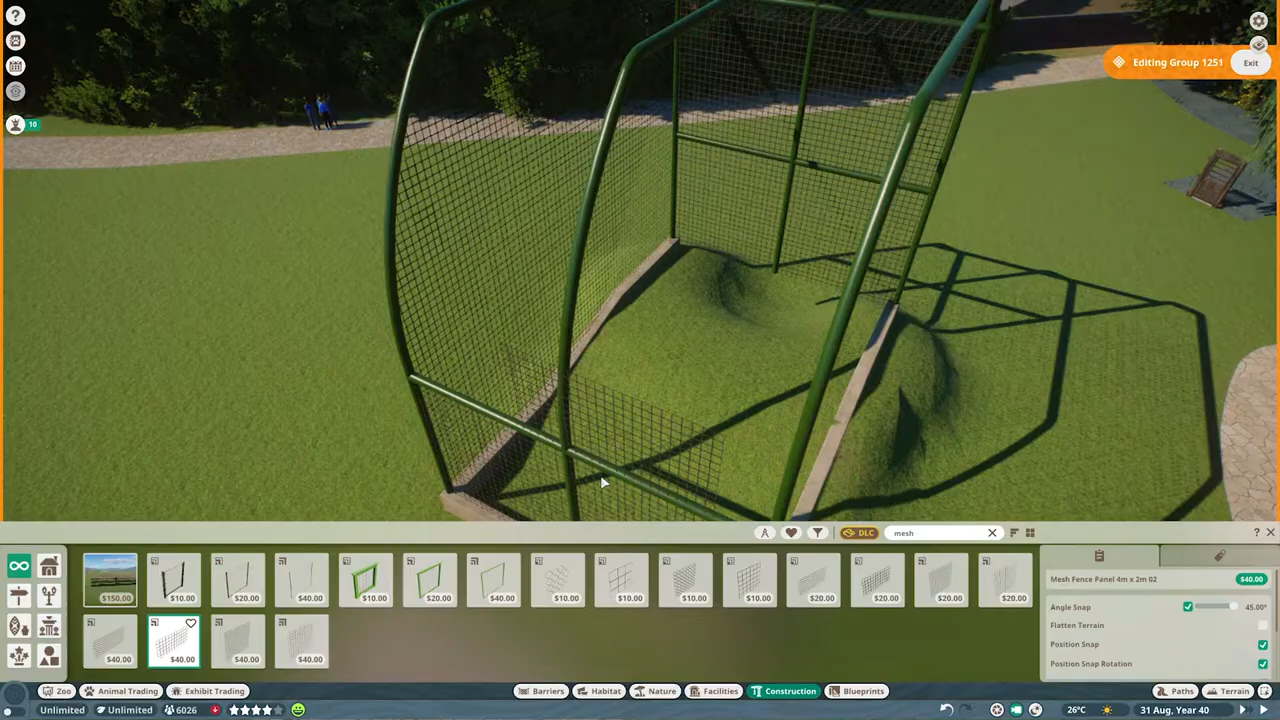 ?
Editing Group 1251
Exit
10
DLC
mesh
?
$150.00
$10.00
$20.00
$40.00
$10.00
$20.00
$40.00
$10.00
$10.00
$10.00
$10.00
$20.00
$20.00
$20.00
$20.00
$40.00
$40.00
$40.00
$40.00
Mesh Fence Panel 4m x 2m 02
$40.00
Angle Snap
45.00°
Flatten Terrain
Position Snap
Position Snap Rotation
Zoo
Animal Trading
Exhibit Trading
Barriers
Habitat
Nature
Facilities
Construction
Blueprints
Paths
Terrain
Unlimited
Unlimited
6026
26°C
31 Aug, Year 40